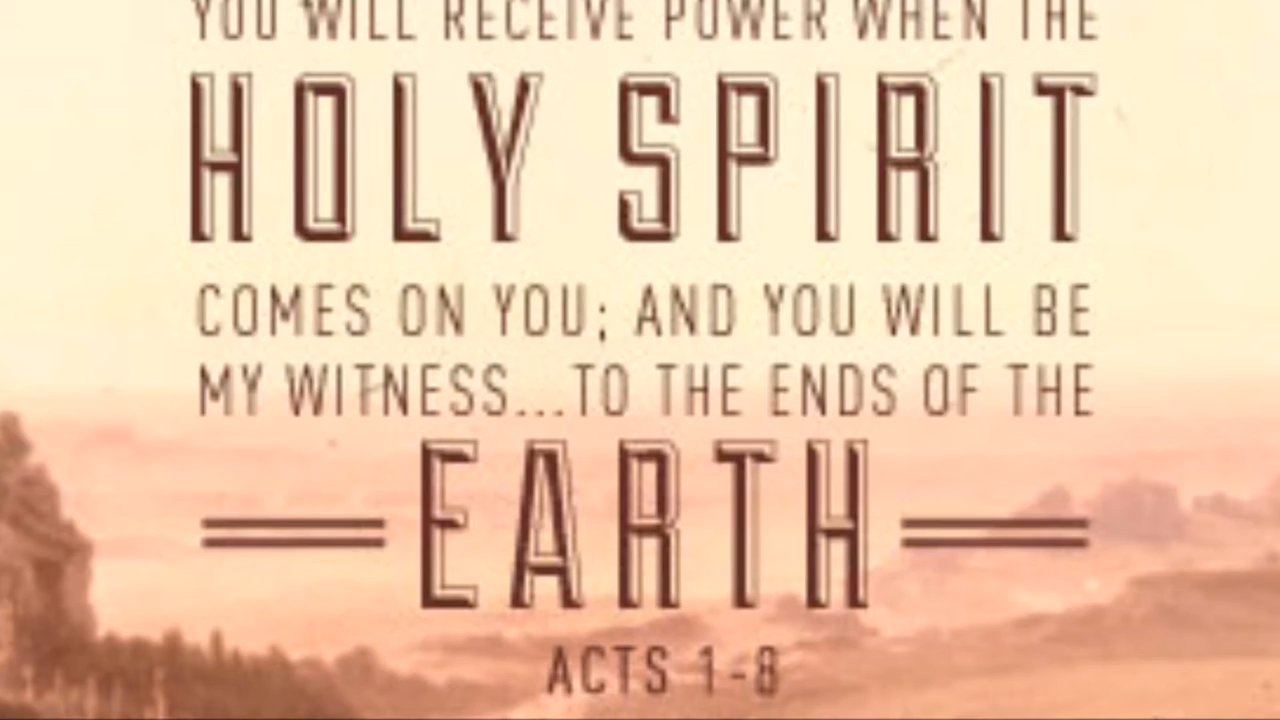 YOU WILL RECEIVE POWER WHEN THE
HOLY SPIRIT
COMES ON YOU; AND YOU WILL BE
MY WITNESS...TO THE ENDS OF THE
EARTH
ACTS 1-8